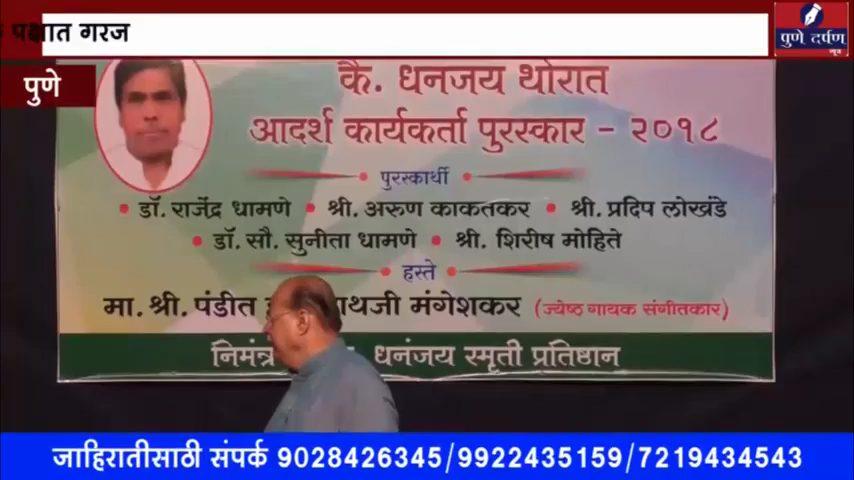 पक्षात गरज
पुणे दर्पण
न्यूज
पुणे
कै. धनजय थोरात
आदर्श कार्यकर्ता पुरस्कार - २०१८
पुरस्कार्थी
• डॉ. राजेंद्र धामणे • श्री. अरुण काकतकर • श्री. प्रदिप लोखंडे
• डॉ. सौ. सुनीता धामणे • श्री. शिरीष मोहिते
हस्ते
मा. श्री. पंडीत मंगेशकर (ज्येष्ठ गायक संगीतकार)
धनंजय स्मृती प्रतिष्ठान
जाहिरातीसाठी संपर्क 9028426345/9922435159/7219434543